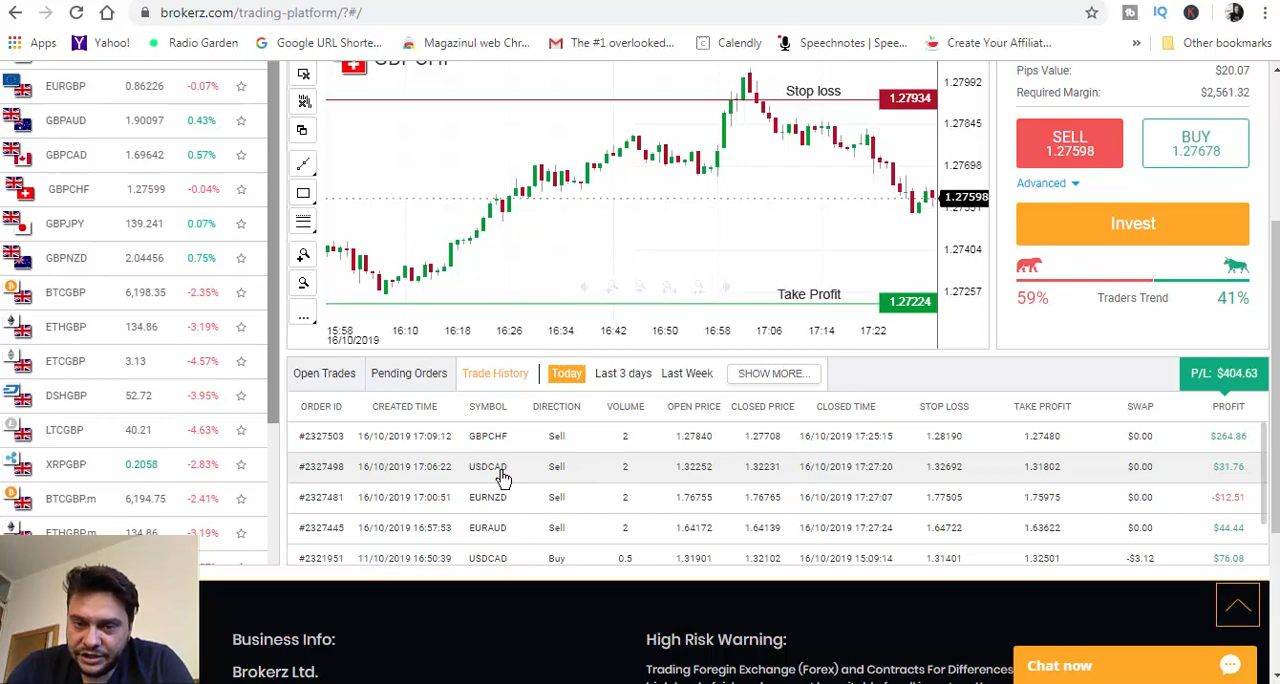 brokerz.com/trading-platform/?#/
Apps Yahoo! Radio Garden Google URL Shorte... Magazinul web Chr... The #1 overlooked... Calendly Speechnotes | Spee... Create Your Affiliat... » Other bookmarks
EURGBP 0.86226 -0.07%
GBPAUD 1.90097 0.43%
GBPCAD 1.69642 0.57%
GBPCHF 1.27599 -0.04%
GBPJPY 139.241 0.07%
GBPNZD 2.04456 0.75%
BTCGBP 6,198.35 -2.35%
ETHGBP 134.86 -3.19%
ETCGBP 3.13 -4.57%
DSHGBP 52.72 -3.95%
LTCGBP 40.21 -4.63%
XRPGBP 0.2058 -2.83%
BTCGBP.m 6,194.75 -2.41%
ETHGBP.m 134.86 -3.19%
GBPCHF
Stop loss 1.27934
1.27992
1.27845
1.27698
1.27598
1.27551
1.27404
1.27257
Take Profit 1.27224
15:58 16:10 16:18 16:26 16:34 16:42 16:50 16:58 17:06 17:14 17:22
16/10/2019
Pips Value: $20.07
Required Margin: $2,561.32
SELL 1.27598
BUY 1.27678
Advanced
Invest
59% Traders Trend 41%
Open Trades Pending Orders Trade History Today Last 3 days Last Week SHOW MORE... P/L: $404.63
ORDER ID CREATED TIME SYMBOL DIRECTION VOLUME OPEN PRICE CLOSED PRICE CLOSED TIME STOP LOSS TAKE PROFIT SWAP PROFIT
#2327503 16/10/2019 17:09:12 GBPCHF Sell 2 1.27840 1.27708 16/10/2019 17:25:15 1.28190 1.27480 $0.00 $264.86
#2327498 16/10/2019 17:06:22 USDCAD Sell 2 1.32252 1.32231 16/10/2019 17:27:20 1.32692 1.31802 $0.00 $31.76
#2327481 16/10/2019 17:00:51 EURNZD Sell 2 1.76755 1.76765 16/10/2019 17:27:07 1.77505 1.75975 $0.00 -$12.51
#2327445 16/10/2019 16:57:53 EURAUD Sell 2 1.64172 1.64139 16/10/2019 17:27:24 1.64722 1.63622 $0.00 $44.44
#2321951 11/10/2019 16:50:39 USDCAD Buy 0.5 1.31901 1.32102 16/10/2019 15:09:14 1.31401 1.32501 -$3.12 $76.08
Business Info:
Brokerz Ltd.
High Risk Warning:
Trading Foregin Exchange (Forex) and Contracts For Differences
Chat now